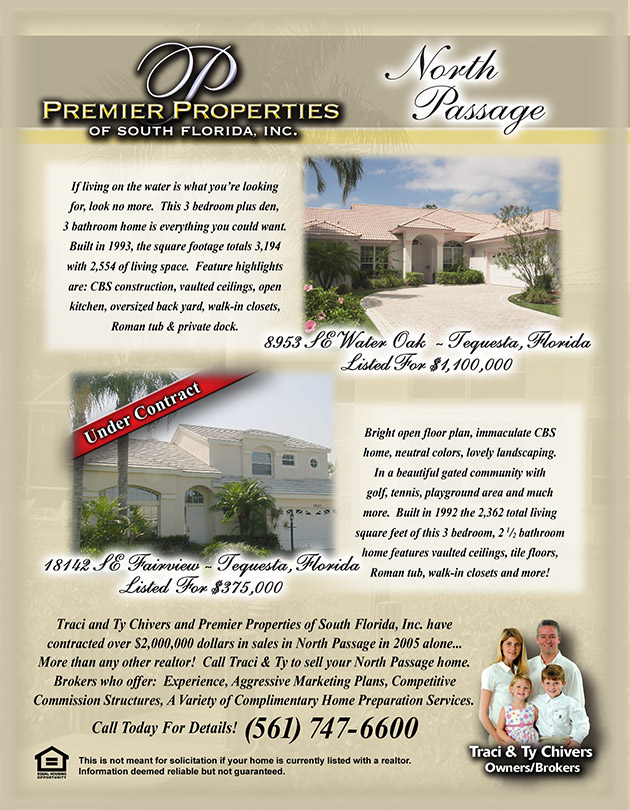 P
PREMIER PROPERTIES
OF SOUTH FLORIDA, INC.
North
Passage
If living on the water is what you're looking
for, look no more. This 3 bedroom plus den,
3 bathroom home is everything you could want.
Built in 1993, the square footage totals 3,194
with 2,554 of living space. Feature highlights
are: CBS construction, vaulted ceilings, open
kitchen, oversized back yard, walk-in closets,
Roman tub & private dock.
8953 SE Water Oak ~ Tequesta, Florida
Listed For $1,100,000
Under Contract
18142 SE Fairview ~ Tequesta, Florida
Listed For $375,000
Bright open floor plan, immaculate CBS
home, neutral colors, lovely landscaping.
In a beautiful gated community with
golf, tennis, playground area and much
more. Built in 1992 the 2,362 total living
square feet of this 3 bedroom, 2 1/2 bathroom
home features vaulted ceilings, tile floors,
Roman tub, walk-in closets and more!
Traci and Ty Chivers and Premier Properties of South Florida, Inc. have
contracted over $2,000,000 dollars in sales in North Passage in 2005 alone...
More than any other realtor! Call Traci & Ty to sell your North Passage home.
Brokers who offer: Experience, Aggressive Marketing Plans, Competitive
Commission Structures, A Variety of Complimentary Home Preparation Services.
Call Today For Details! (561) 747-6600
Traci & Ty Chivers
Owners/Brokers
EQUAL HOUSING
OPPORTUNITY
This is not meant for solicitation if your home is currently listed with a realtor.
Information deemed reliable but not guaranteed.